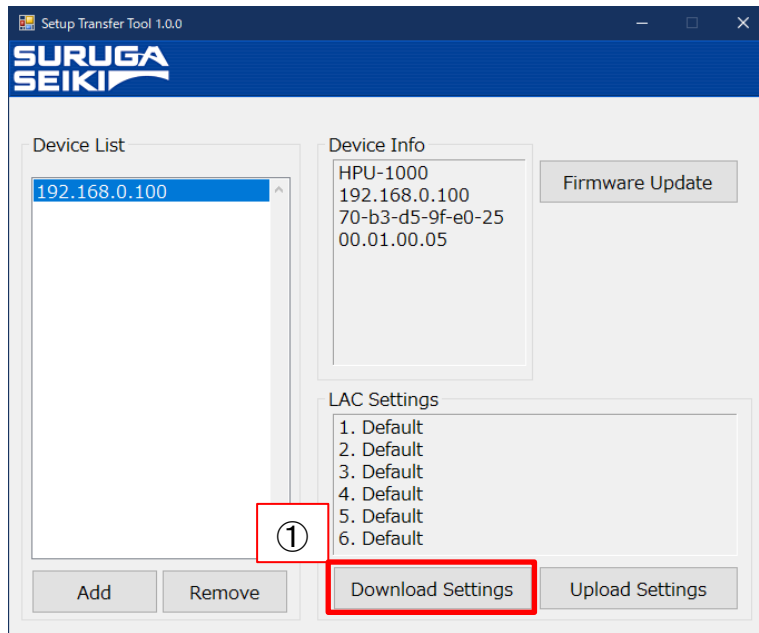 Setup Transfer Tool 1.0.0
SURUGA
SEIKI
Device List
192.168.0.100
Add
Remove
Device Info
HPU-1000
192.168.0.100
70-b3-d5-9f-e0-25
00.01.00.05
Firmware Update
LAC Settings
1. Default
2. Default
3. Default
4. Default
5. Default
6. Default
①
Download Settings
Upload Settings